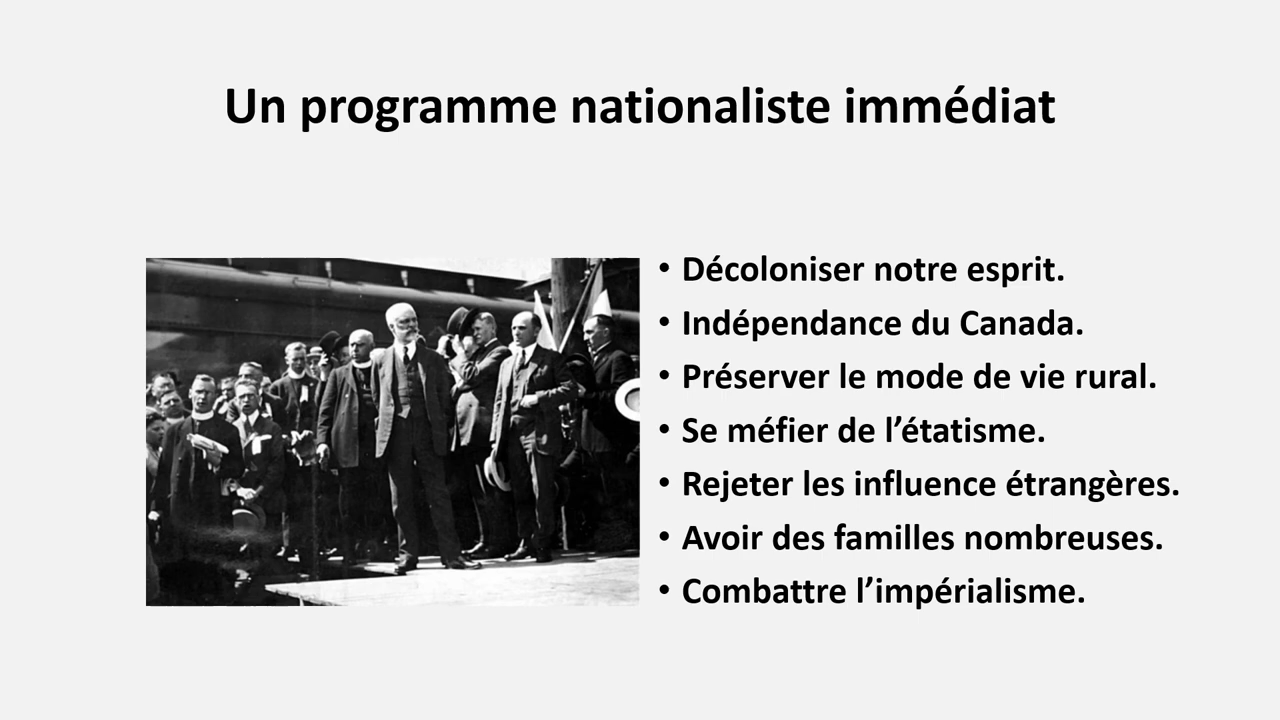 Un programme nationaliste immédiat
• Décoloniser notre esprit.
• Indépendance du Canada.
• Préserver le mode de vie rural.
• Se méfier de l’étatisme.
• Rejeter les influence étrangères.
• Avoir des familles nombreuses.
• Combattre l’impérialisme.